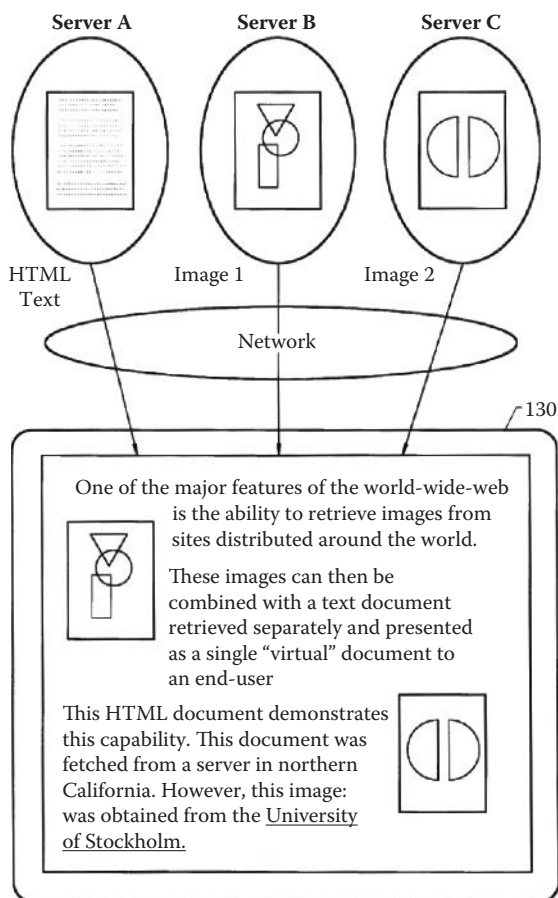 Server A
Server B
Server C
HTML
Text
Image 1
Image 2
Network
130
One of the major features of the world-wide-web
is the ability to retrieve images from
sites distributed around the world.
These images can then be
combined with a text document
retrieved separately and presented
as a single “virtual” document to
an end-user
This HTML document demonstrates
this capability. This document was
fetched from a server in northern
California. However, this image:
was obtained from the University
of Stockholm.